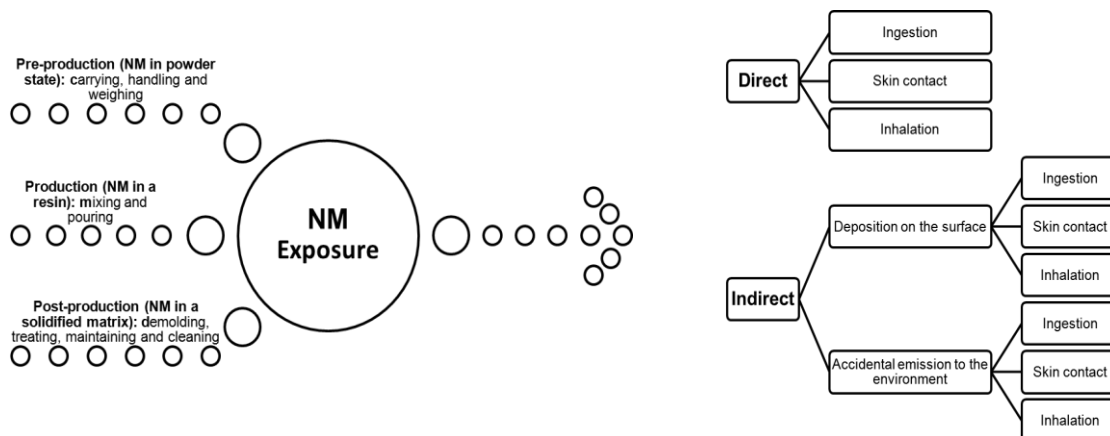 Pre-production (NM in powder
state): carrying, handling and
weighing
Production (NM in a
resin): mixing and
pouring
Post-production (NM in a
solidified matrix): demolding,
treating, maintaining and cleaning
NM
Exposure
Direct
Ingestion
Skin contact
Inhalation
Indirect
Deposition on the surface
Ingestion
Skin contact
Inhalation
Accidental emission to the
environment
Ingestion
Skin contact
Inhalation